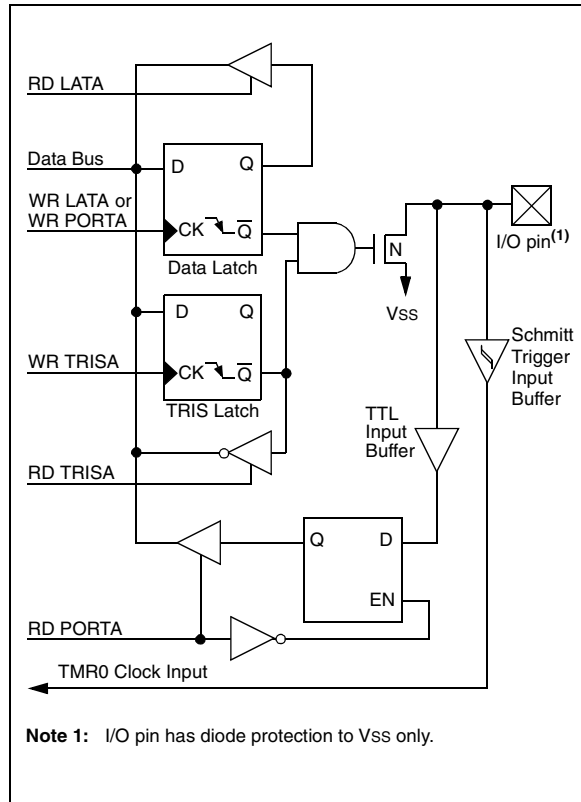 RD LATA
Data Bus
D Q
WR LATA or
WR PORTA
CK Q
Data Latch
N
I/O pin(1)
VSS
D Q
WR TRISA
CK Q
TRIS Latch
Schmitt
Trigger
Input
Buffer
TTL
Input
Buffer
RD TRISA
Q D
EN
RD PORTA
TMR0 Clock Input
Note 1: I/O pin has diode protection to VSS only.